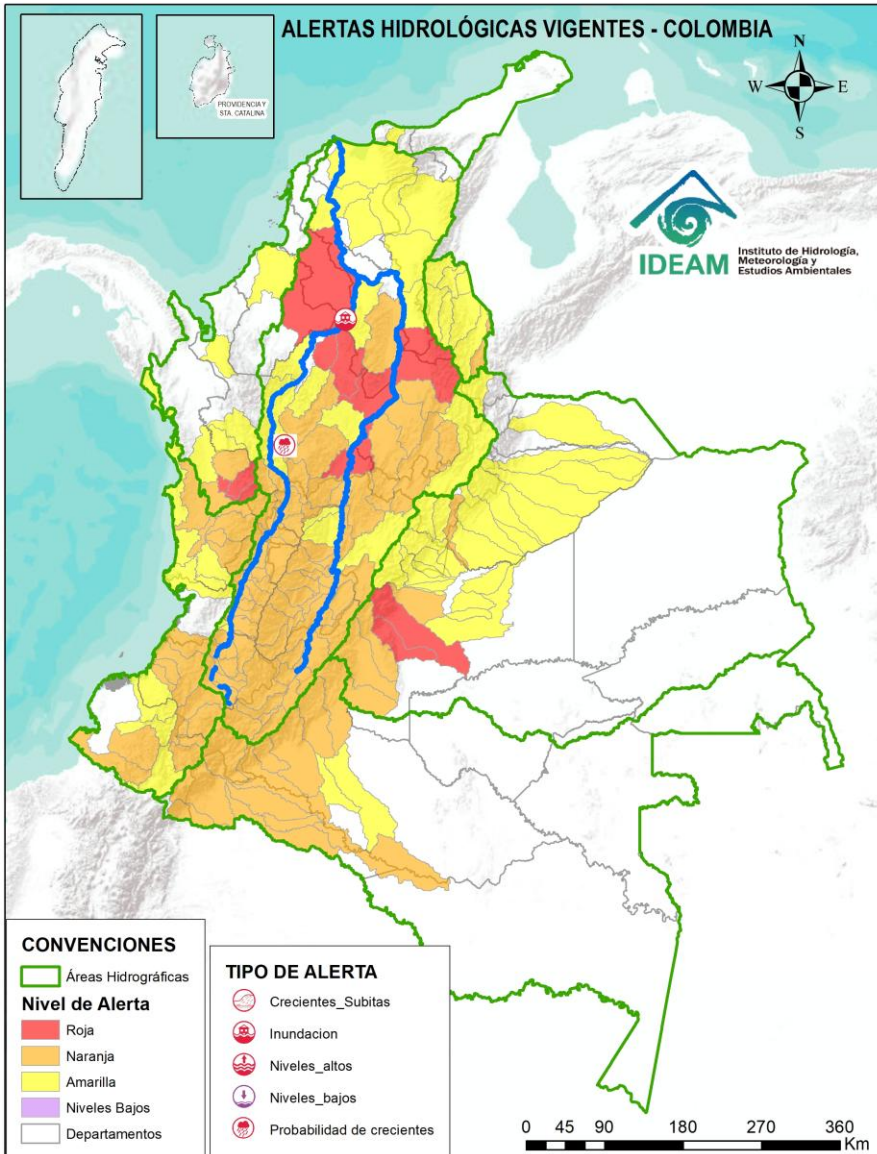 ALERTAS HIDROLÓGICAS VIGENTES - COLOMBIA
PROVIDENCIA Y
STA. CATALINA
N
W
E
S
IDEAM
Instituto de Hidrología,
Meteorología y
Estudios Ambientales
CONVENCIONES
Áreas Hidrográficas
Nivel de Alerta
Roja
Naranja
Amarilla
Niveles Bajos
Departamentos
TIPO DE ALERTA
Crecientes_Subitas
Inundacion
Niveles_altos
Niveles_bajos
Probabilidad de crecientes
0 45 90 180 270 360
Km